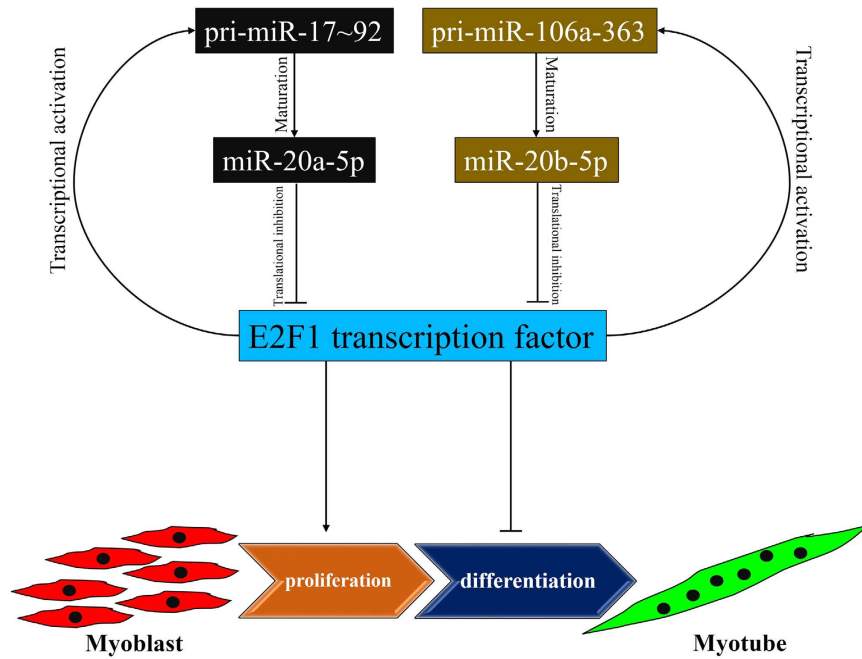 pri-miR-17~92
pri-miR-106a-363
Transcriptional activation
Maturation
Maturation
Transcriptional activation
miR-20a-5p
miR-20b-5p
Translational inhibition
Translational inhibition
E2F1 transcription factor
proliferation
differentiation
Myoblast
Myotube